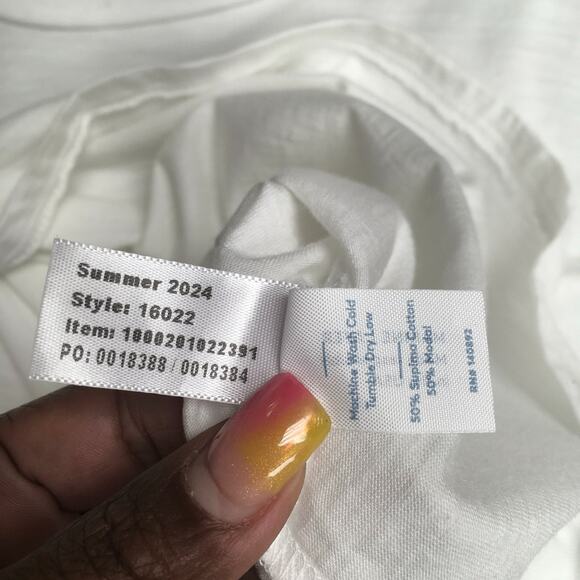 Summer 2024
Style: 16022
Item: 1000201022391
PO: 0018388 / 0018384
Machine Wash Cold
Tumble Dry Low
50% Supima Cotton
50% Modal
RN# 140892